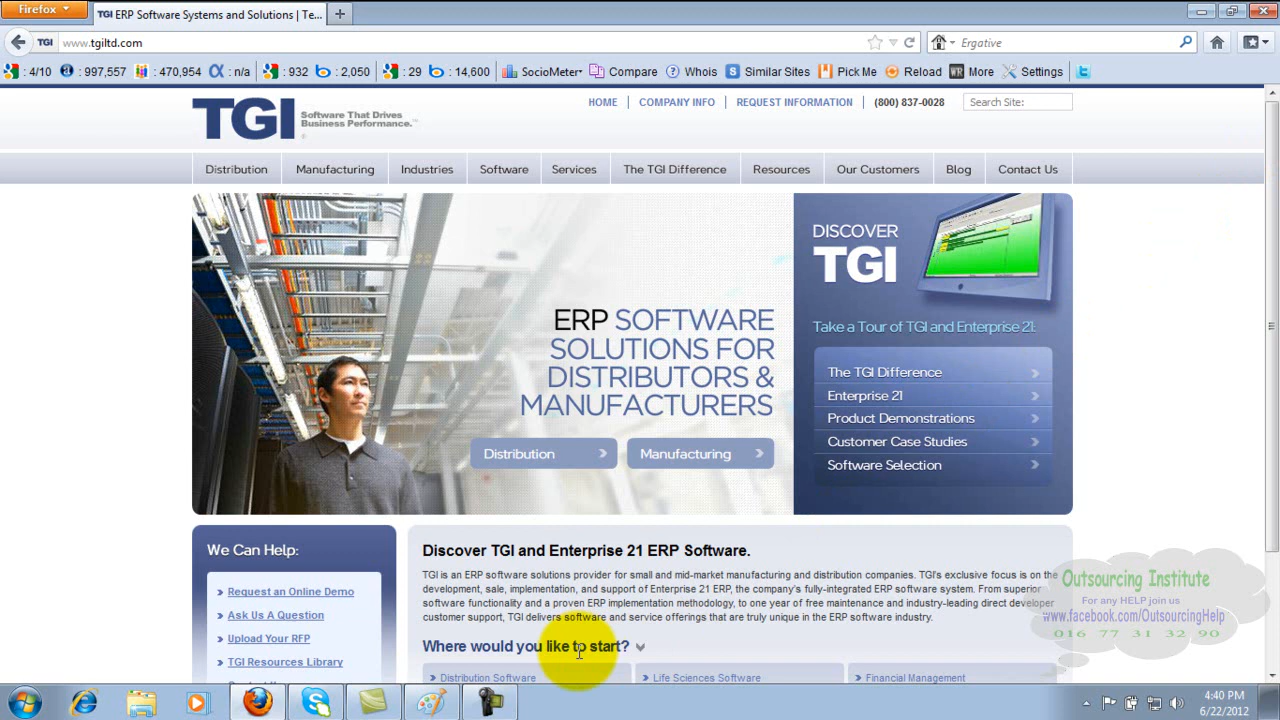 Firefox
TGI ERP Software Systems and Solutions | Te...
TGI www.tgiltd.com
Ergative
: 4/10 : 997,557 : 470,954 : n/a : 932 : 2,050 : 29 : 14,600 SocioMeter Compare Whois Similar Sites Pick Me Reload WR More Settings
TGI Software That Drives
Business Performance.™
HOME COMPANY INFO REQUEST INFORMATION (800) 837-0028 Search Site:
Distribution Manufacturing Industries Software Services The TGI Difference Resources Our Customers Blog Contact Us
ERP SOFTWARE
SOLUTIONS FOR
DISTRIBUTORS &
MANUFACTURERS
Distribution Manufacturing
DISCOVER
TGI
Take a Tour of TGI and Enterprise 21:
The TGI Difference
Enterprise 21
Product Demonstrations
Customer Case Studies
Software Selection
We Can Help:
Request an Online Demo
Ask Us A Question
Upload Your RFP
TGI Resources Library
Discover TGI and Enterprise 21 ERP Software.
TGI is an ERP software solutions provider for small and mid-market manufacturing and distribution companies. TGI's exclusive focus is on the
development, sale, implementation, and support of Enterprise 21 ERP, the company's fully-integrated ERP software system. From superior
software functionality and a proven ERP implementation methodology, to one year of free maintenance and industry-leading direct developer
customer support, TGI delivers software and service offerings that are truly unique in the ERP software industry.
Where would you like to start?
Distribution Software Life Sciences Software Financial Management
Outsourcing Institute
For any HELP join us
www.facebook.com/OutsourcingHelp
016 77 31 32 90
4:40 PM
6/22/2012